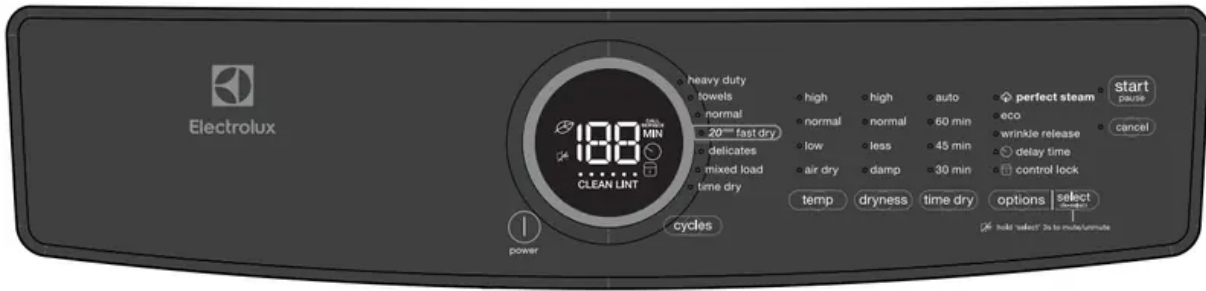 Electrolux
power
188
CALL
SERVICE
MIN
CLEAN LINT
heavy duty
towels
normal
20min fast dry
delicates
mixed load
time dry
cycles
high
normal
low
air dry
temp
high
normal
less
damp
dryness
auto
60 min
45 min
30 min
time dry
perfect steam
eco
wrinkle release
delay time
control lock
options
select
hold 'select' 3s to mute/unmute
start
pause
cancel